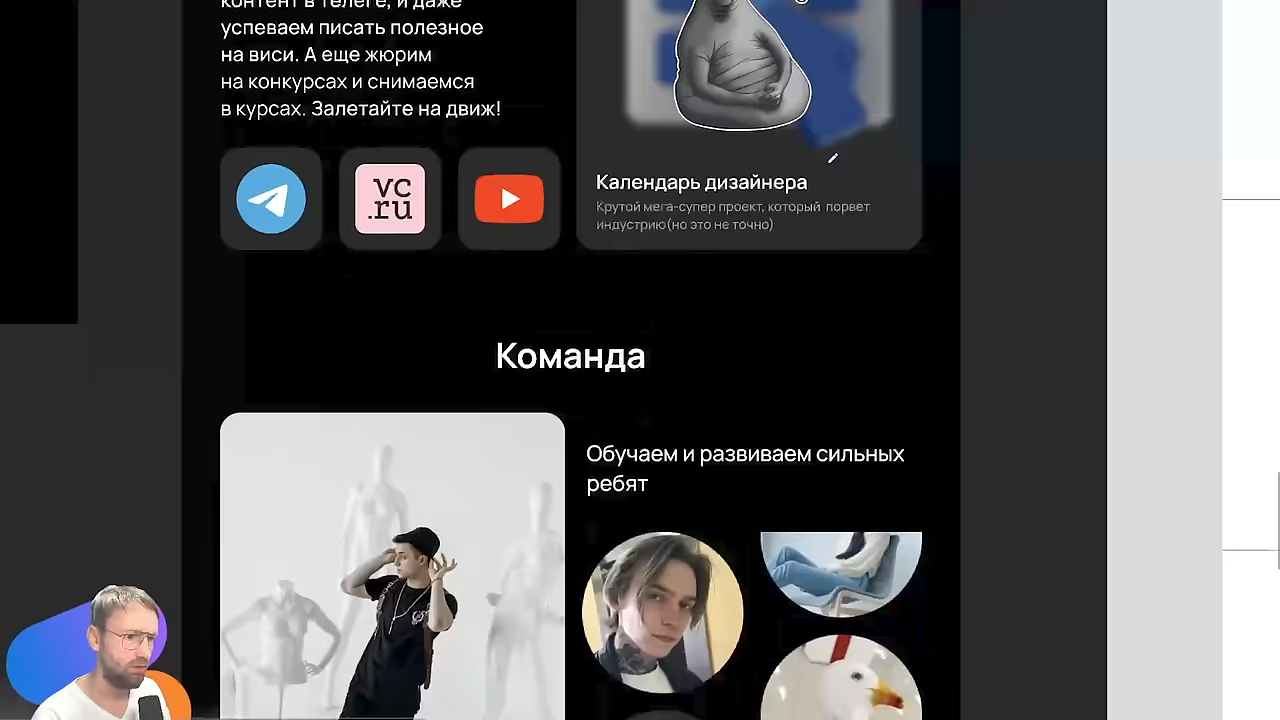 контент в телеге, и даже
успеваем писать полезное
на виси. А еще жюрим
на конкурсах и снимаемся
в курсах. Залетайте на движ!
vc
.ru
Календарь дизайнера
Крутой мега-супер проект, который порвет
индустрию(но это не точно)
Команда
Обучаем и развиваем сильных
ребят